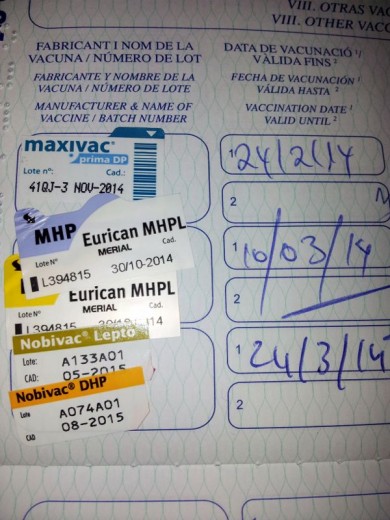 VIII. OTRAS VAC
VIII. OTHER VACC
FABRICANT I NOM DE LA
VACUNA / NÚMERO DE LOT
FABRICANTE Y NOMBRE DE LA
VACUNA / NÚMERO DE LOTE
MANUFACTURER & NAME OF
VACCINE / BATCH NUMBER
DATA DE VACUNACIÓ 1/
VÀLIDA FINS 2
FECHA DE VACUNACIÓN 1/
VÁLIDA HASTA 2
VACCINATION DATE 1/
VALID UNTIL 2
maxivac®
prima DP
Lote nº: Cad.:
41QJ-3 NOV-2014
1 24/2/14
2
MHP Eurican MHPL
MERIAL
Lote Nº Cad.
L394815 30/10-2014
1 10/03/14
2
Eurican MHPL
MERIAL
Lote Nº Cad.
L394815 14
Nobivac® Lepto
Lote: A133A01
CAD: 05-2015
1 24/3/14
2
Nobivac® DHP
Lote A074A01
CAD 08-2015